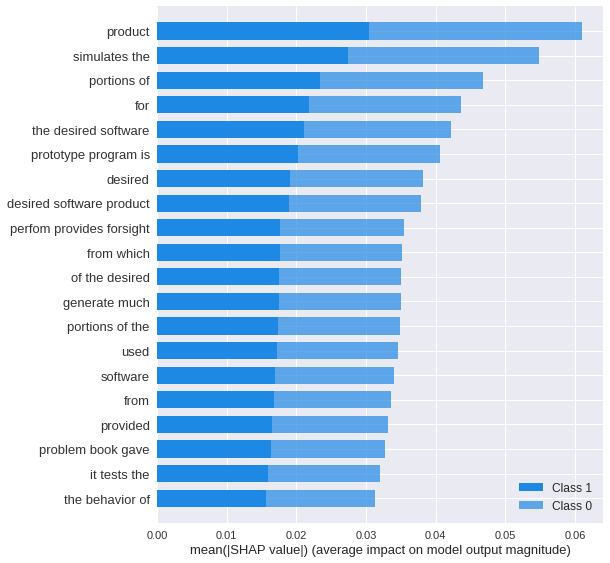 product
simulates the
portions of
for
the desired software
prototype program is
desired
desired software product
perfom provides forsight
from which
of the desired
generate much
portions of the
used
software
from
provided
problem book gave
it tests the
the behavior of
Class 1
Class 0
0.00 0.01 0.02 0.03 0.04 0.05 0.06
mean(|SHAP value|) (average impact on model output magnitude)